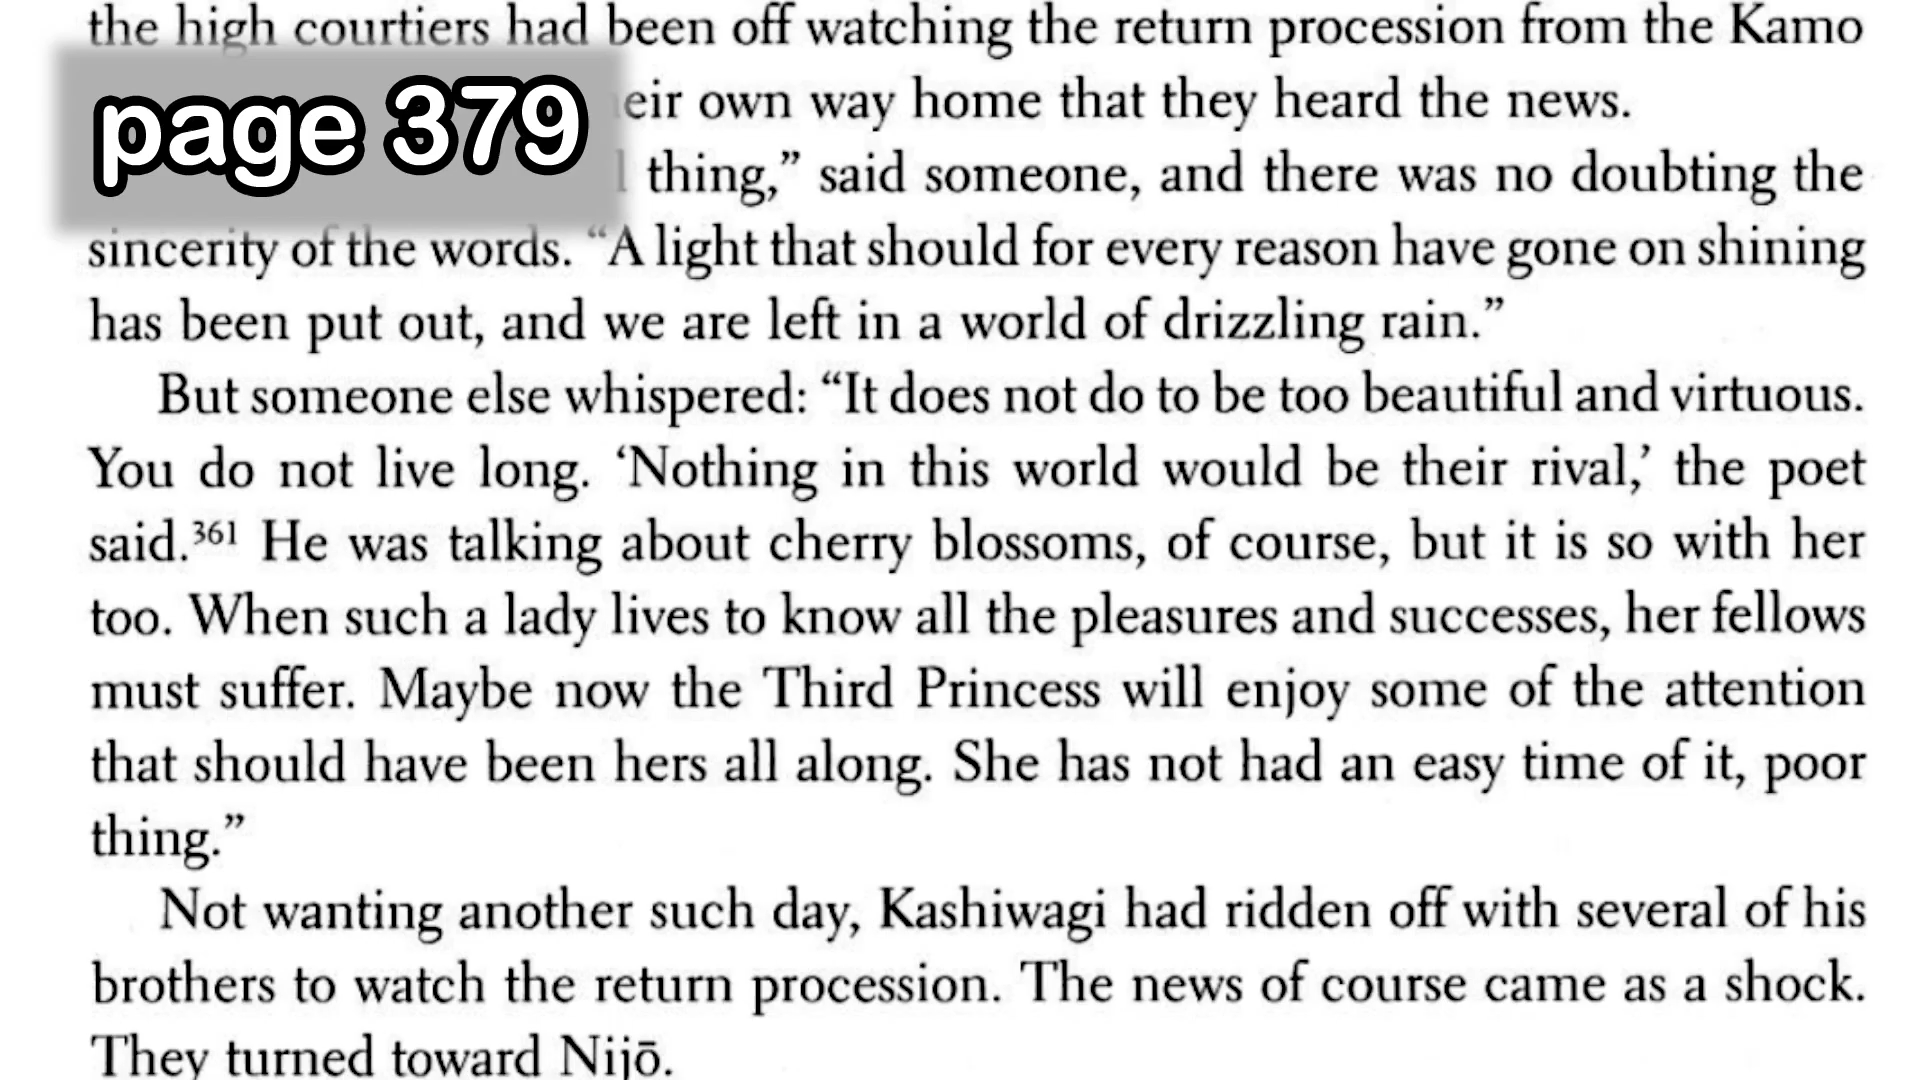 the high courtiers had been off watching the return procession from the Kamo
page 379
eir own way home that they heard the news.
thing,” said someone, and there was no doubting the
sincerity of the words. “A light that should for every reason have gone on shining
has been put out, and we are left in a world of drizzling rain.”
But someone else whispered: “It does not do to be too beautiful and virtuous.
You do not live long. ‘Nothing in this world would be their rival,’ the poet
said.³⁶¹ He was talking about cherry blossoms, of course, but it is so with her
too. When such a lady lives to know all the pleasures and successes, her fellows
must suffer. Maybe now the Third Princess will enjoy some of the attention
that should have been hers all along. She has not had an easy time of it, poor
thing.”
Not wanting another such day, Kashiwagi had ridden off with several of his
brothers to watch the return procession. The news of course came as a shock.
They turned toward Nijō.